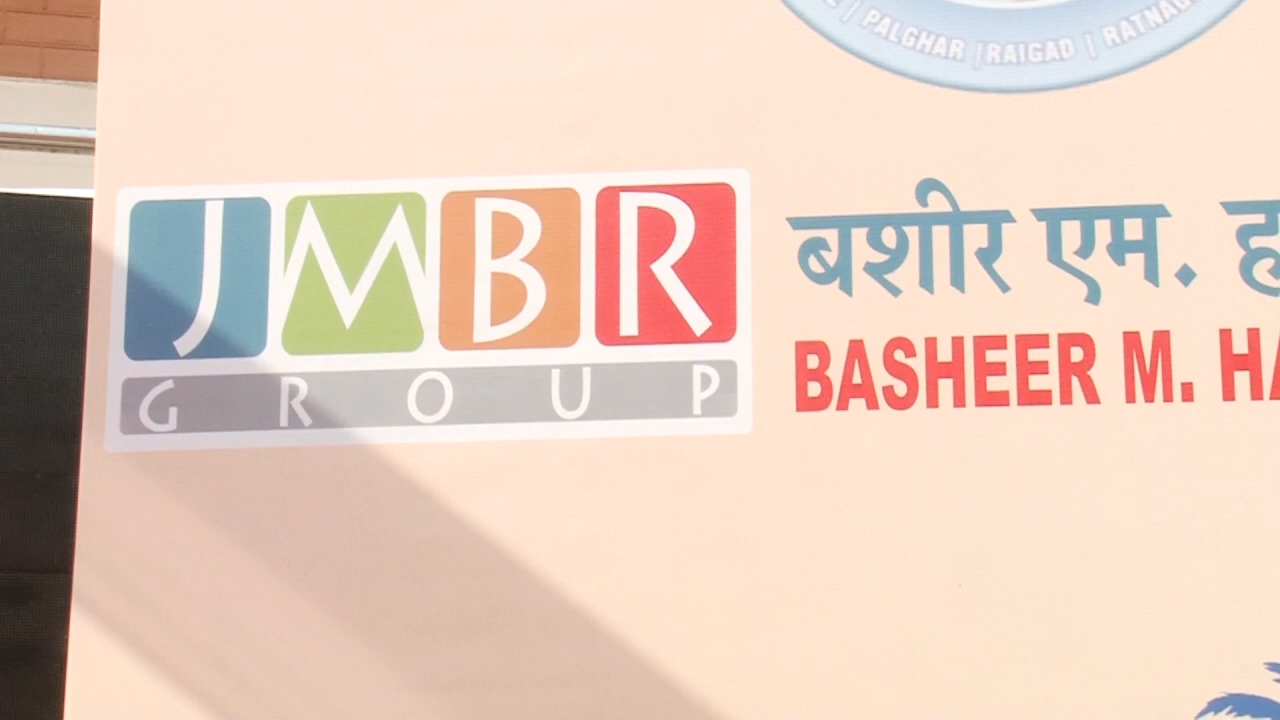 | PALGHAR | RAIGAD |
JMBR
GROUP
बशीर एम.
BASHEER M.